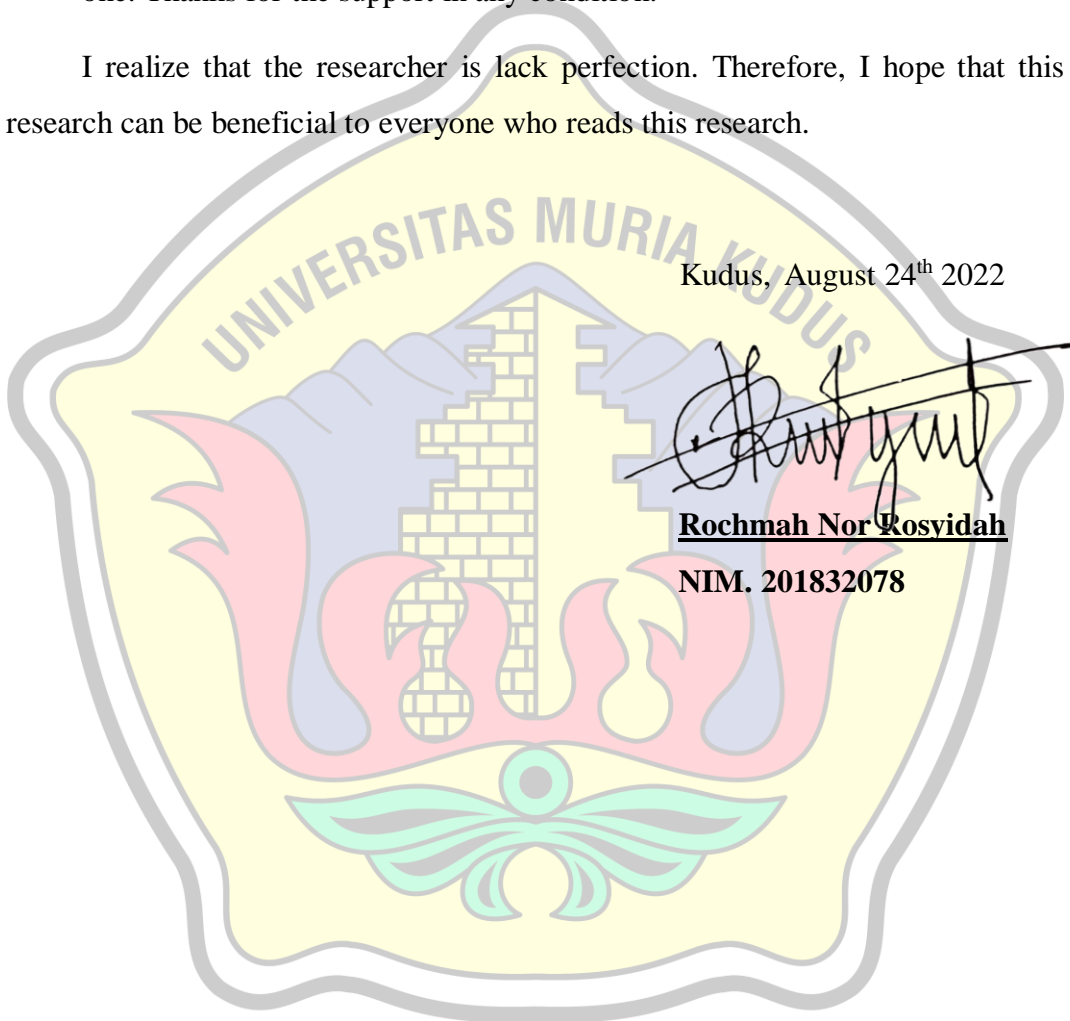 one. Thanks for the support in any condition.
I realize that the researcher is lack perfection. Therefore, I hope that this
research can be beneficial to everyone who reads this research.
UNIVERSITAS MURIA KUDUS
Kudus, August 24th 2022
Rochmah Nor Rosyidah
NIM. 201832078